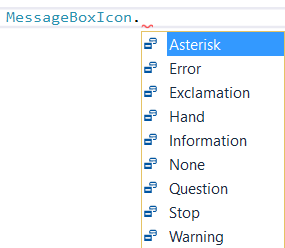 MessageBoxIcon.
Asterisk
Error
Exclamation
Hand
Information
None
Question
Stop
Warning